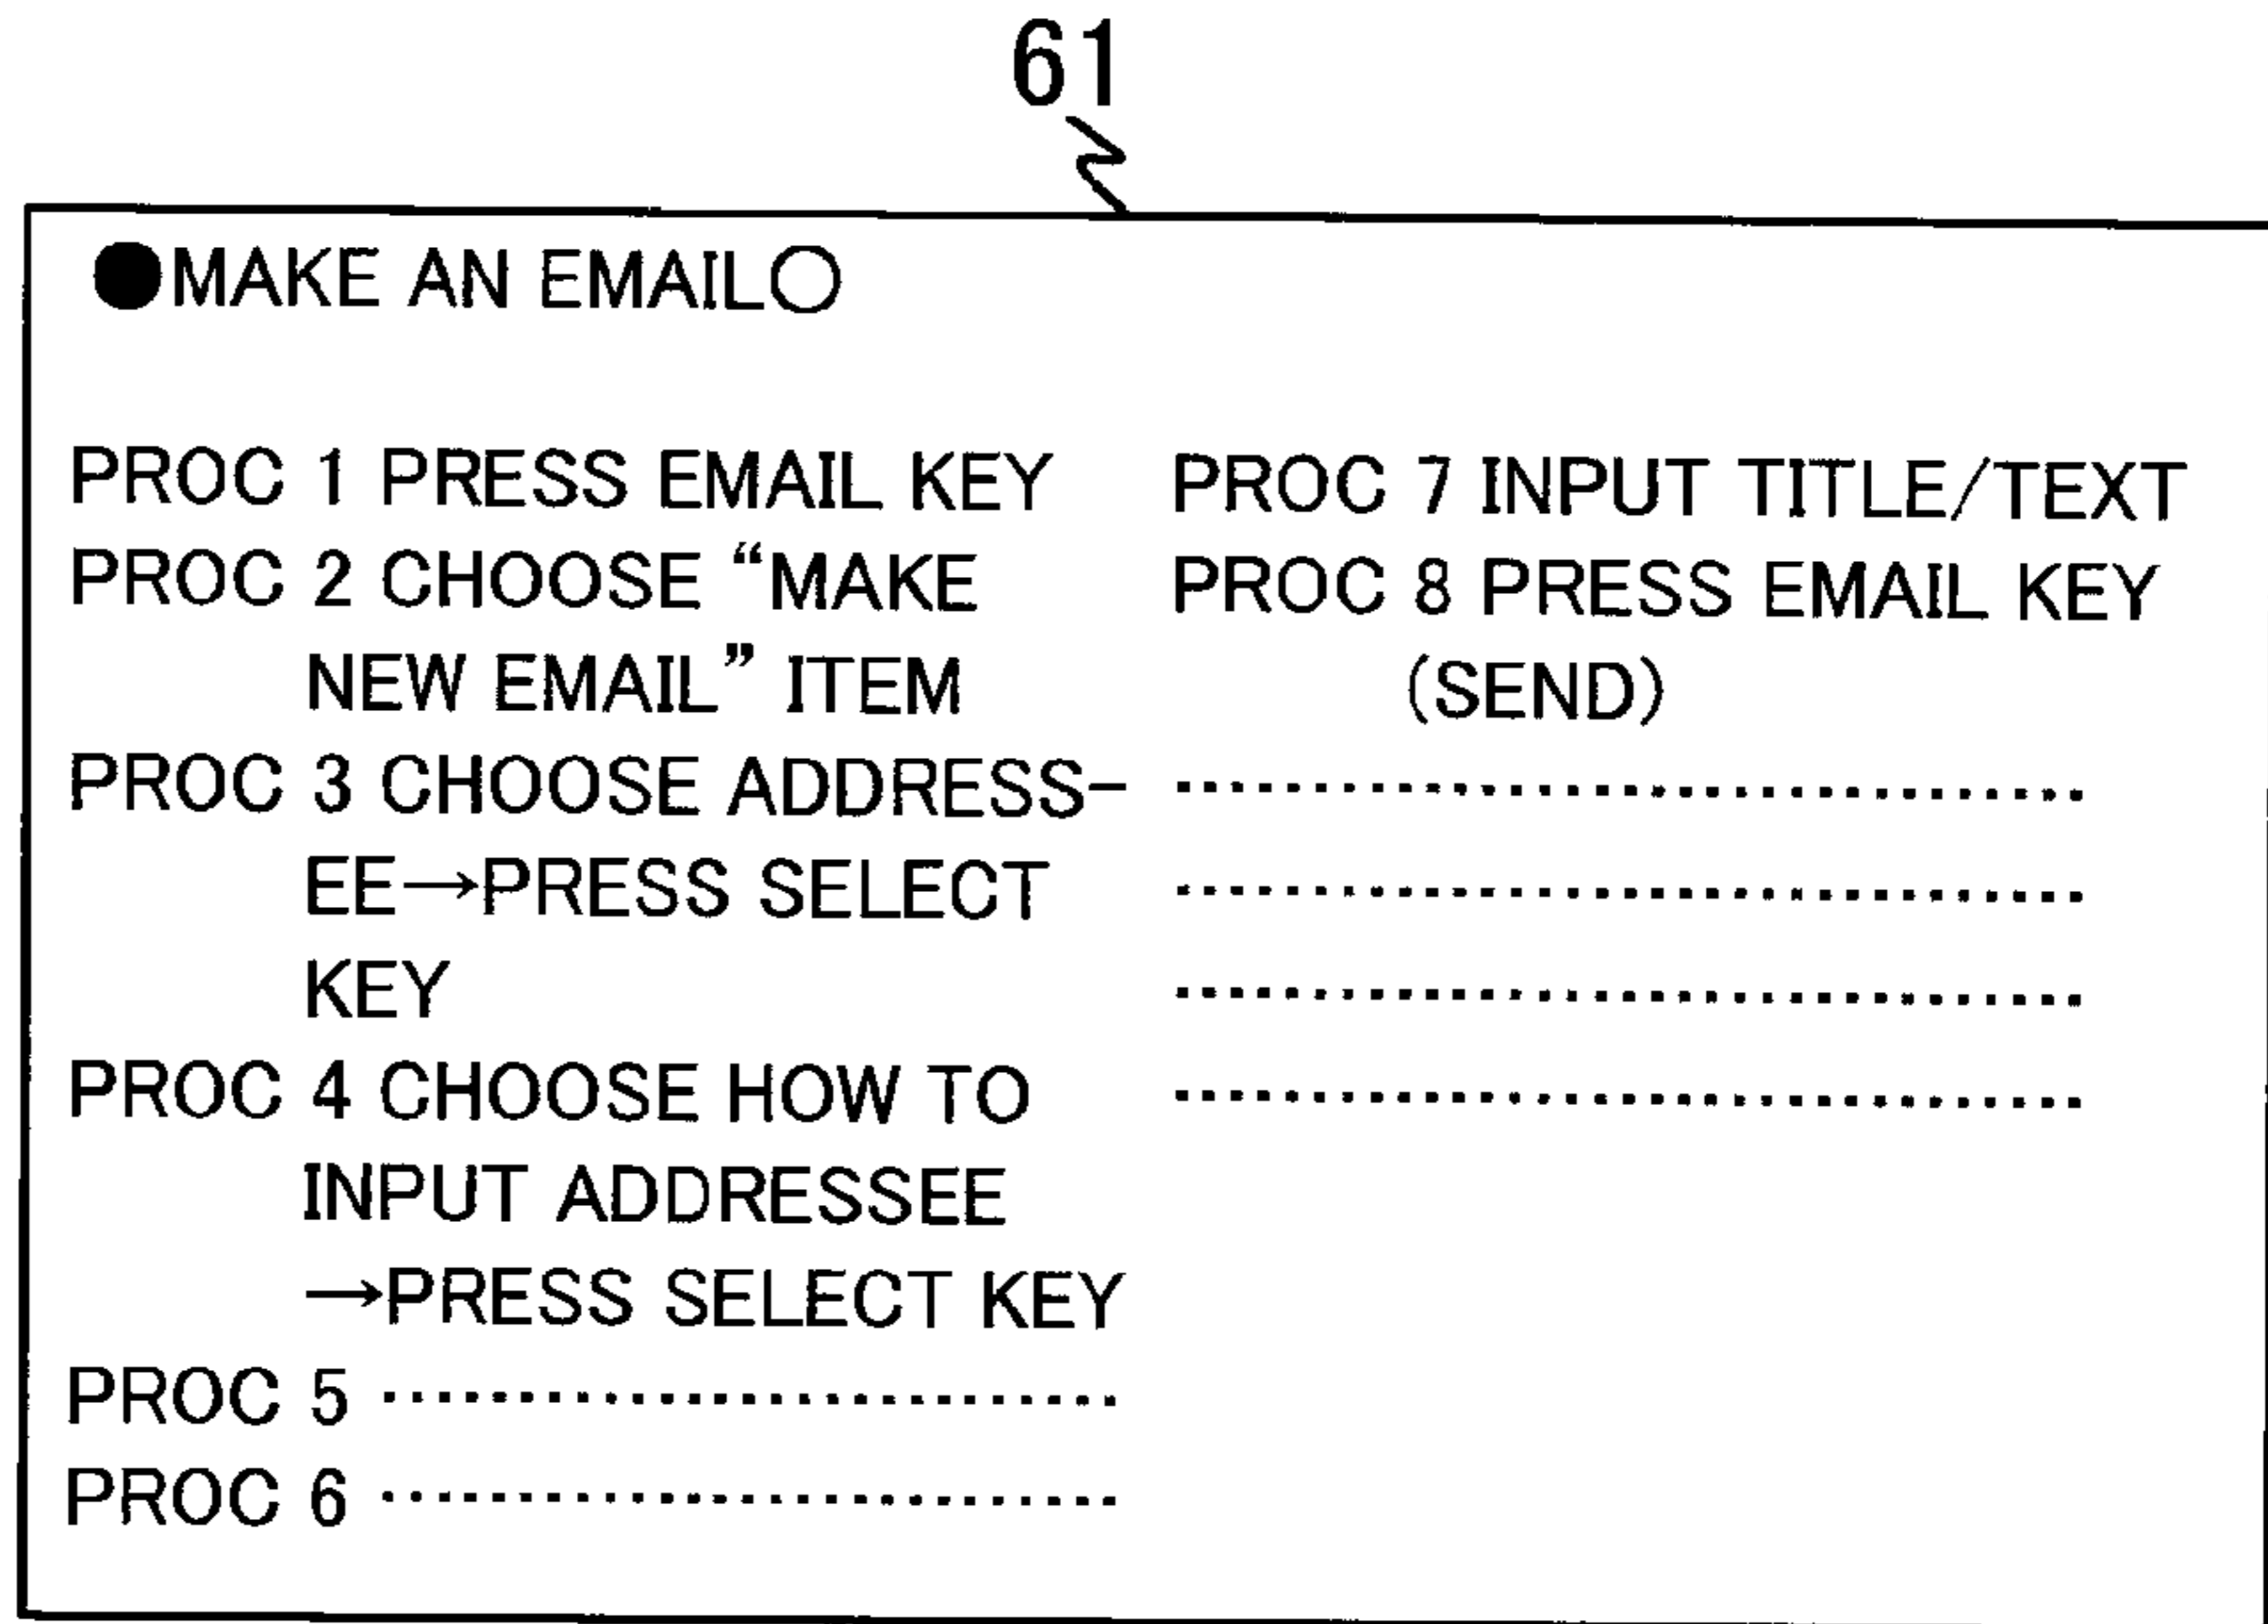 61
●MAKE AN EMAIL○
PROC 1 PRESS EMAIL KEY
PROC 2 CHOOSE “MAKE
NEW EMAIL” ITEM
PROC 3 CHOOSE ADDRESS-
EE→PRESS SELECT
KEY
PROC 4 CHOOSE HOW TO
INPUT ADDRESSEE
→PRESS SELECT KEY
PROC 5 ...........................
PROC 6 ...........................
PROC 7 INPUT TITLE/TEXT
PROC 8 PRESS EMAIL KEY
(SEND)
.................................
.................................
.................................
.................................